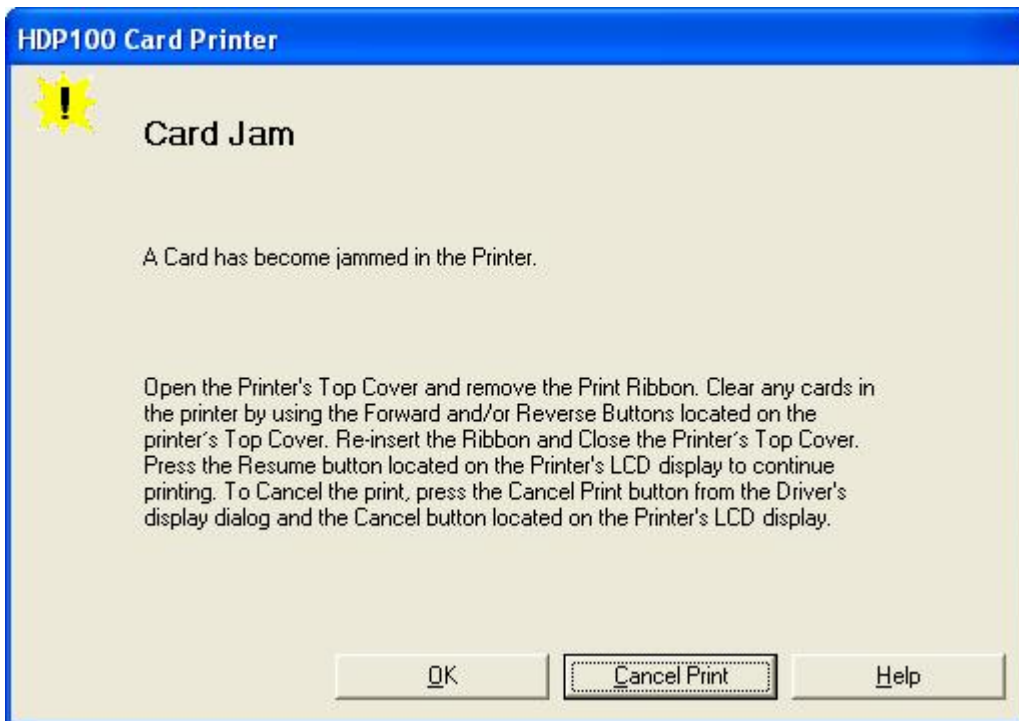 HDP100 Card Printer
!
Card Jam
A Card has become jammed in the Printer.
Open the Printer's Top Cover and remove the Print Ribbon. Clear any cards in
the printer by using the Forward and/or Reverse Buttons located on the
printer´s Top Cover. Re-insert the Ribbon and Close the Printer´s Top Cover.
Press the Resume button located on the Printer's LCD display to continue
printing. To Cancel the print, press the Cancel Print button from the Driver's
display dialog and the Cancel button located on the Printer's LCD display.
OK Cancel Print Help